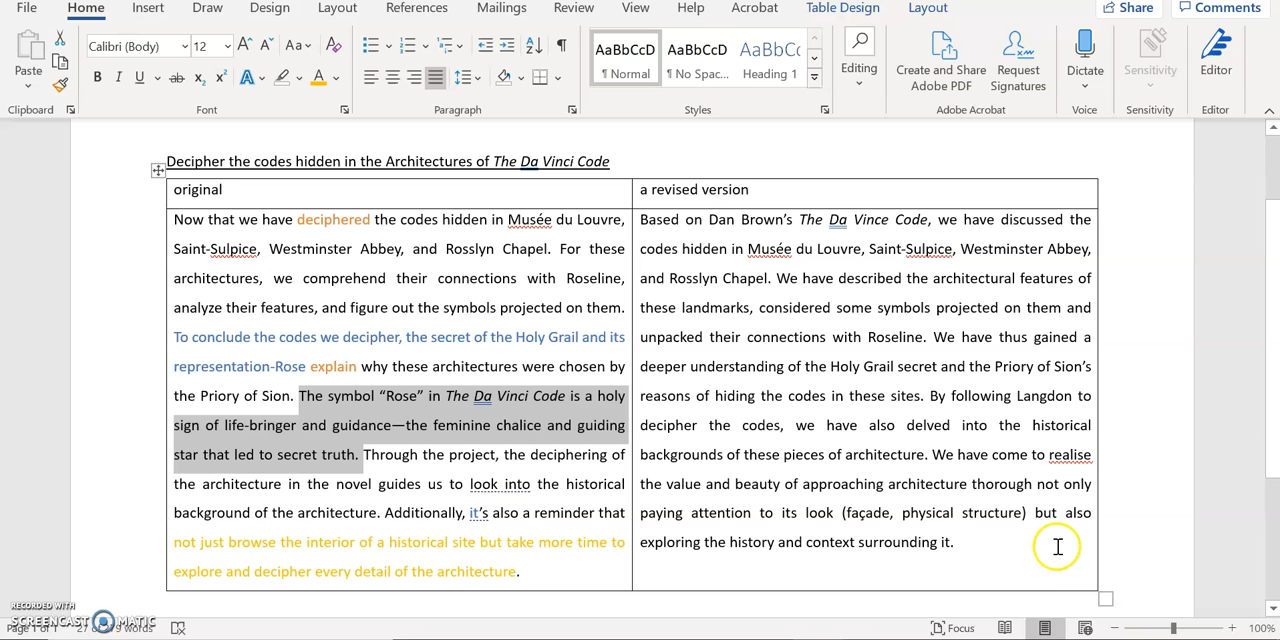 File Home Insert Draw Design Layout References Mailings Review View Help Acrobat Table Design Layout Share Comments
Calibri (Body) 12 Aa AaBbCcD AaBbCcD AaBbCc
Paste B I U ab x₂ x² A A ¶ Normal ¶ No Spac... Heading 1 Editing Create and Share Adobe PDF Request Signatures Dictate Sensitivity Editor
Clipboard Font Paragraph Styles Adobe Acrobat Voice Sensitivity Editor
Decipher the codes hidden in the Architectures of The Da Vinci Code
original
Now that we have deciphered the codes hidden in Musée du Louvre,
Saint-Sulpice, Westminster Abbey, and Rosslyn Chapel. For these
architectures, we comprehend their connections with Roseline,
analyze their features, and figure out the symbols projected on them.
To conclude the codes we decipher, the secret of the Holy Grail and its
representation-Rose explain why these architectures were chosen by
the Priory of Sion. The symbol “Rose” in The Da Vinci Code is a holy
sign of life-bringer and guidance—the feminine chalice and guiding
star that led to secret truth. Through the project, the deciphering of
the architecture in the novel guides us to look into the historical
background of the architecture. Additionally, it’s also a reminder that
not just browse the interior of a historical site but take more time to
explore and decipher every detail of the architecture.
a revised version
Based on Dan Brown’s The Da Vince Code, we have discussed the
codes hidden in Musée du Louvre, Saint-Sulpice, Westminster Abbey,
and Rosslyn Chapel. We have described the architectural features of
these landmarks, considered some symbols projected on them and
unpacked their connections with Roseline. We have thus gained a
deeper understanding of the Holy Grail secret and the Priory of Sion’s
reasons of hiding the codes in these sites. By following Langdon to
decipher the codes, we have also delved into the historical
backgrounds of these pieces of architecture. We have come to realise
the value and beauty of approaching architecture thorough not only
paying attention to its look (façade, physical structure) but also
exploring the history and context surrounding it.
RECORDED WITH
SCREENCAST MATIC
Page 1 of 1 words Focus 100%